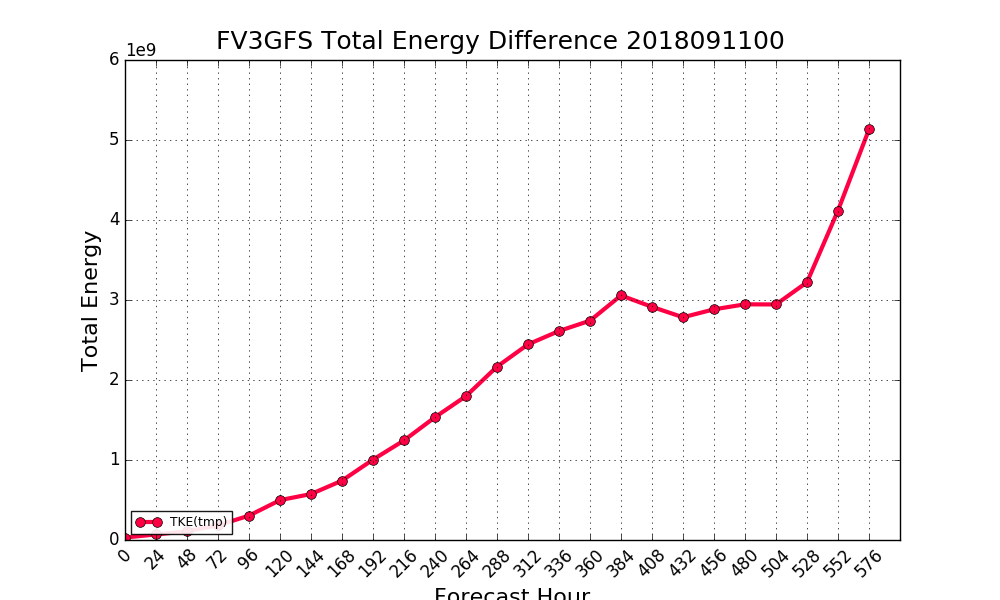 FV3GFS Total Energy Difference 2018091100
1e9
6
5
4
3
2
1
0
Total Energy
TKE(tmp)
0 24 48 72 96 120 144 168 192 216 240 264 288 312 336 360 384 408 432 456 480 504 528 552 576
Forecast Hour